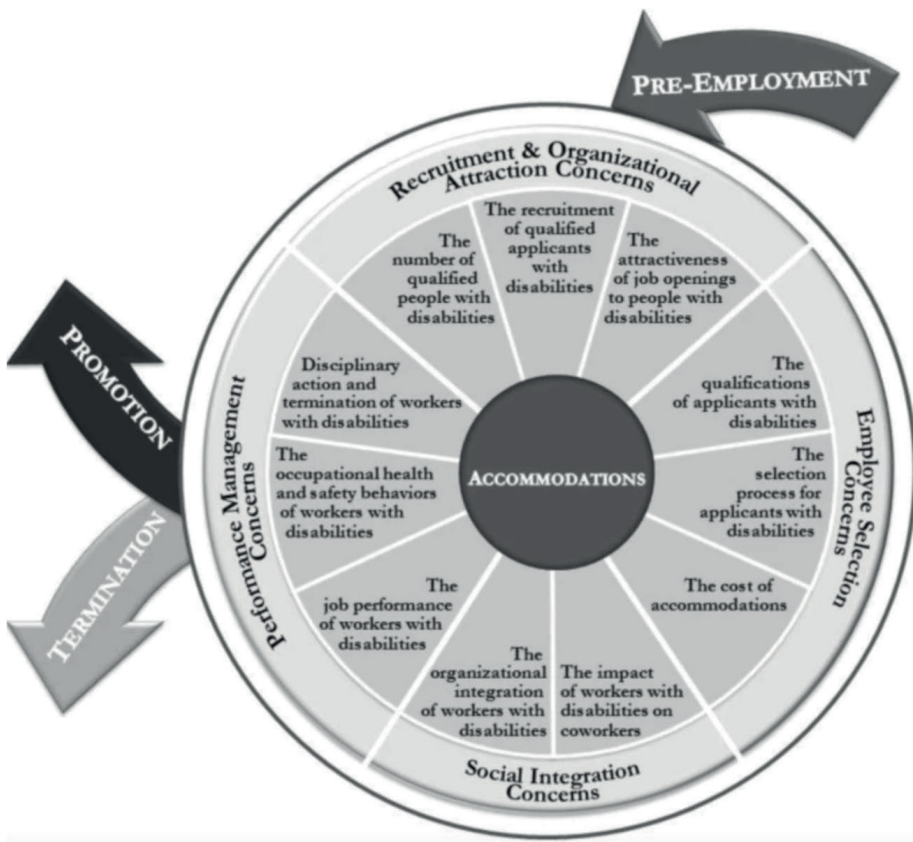 PRE-EMPLOYMENT
Recruitment & Organizational
Attraction Concerns
The recruitment
of qualified
applicants
with
disabilities
The
attractiveness
of job openings
to people with
disabilities
The
number of
qualified
people with
disabilities
The
qualifications
of applicants with
disabilities
The
selection
process for
applicants with
disabilities
The cost of
accommodations
Employee Selection
Concerns
The impact
of workers with
disabilities on
coworkers
The
organizational
integration
of workers with
disabilities
Social Integration
Concerns
The
job performance
of workers with
disabilities
The
occupational health
and safety behaviors
of workers with
disabilities
Disciplinary
action and
termination of workers
with disabilities
Performance Management
Concerns
ACCOMMODATIONS
PROMOTION
TERMINATION